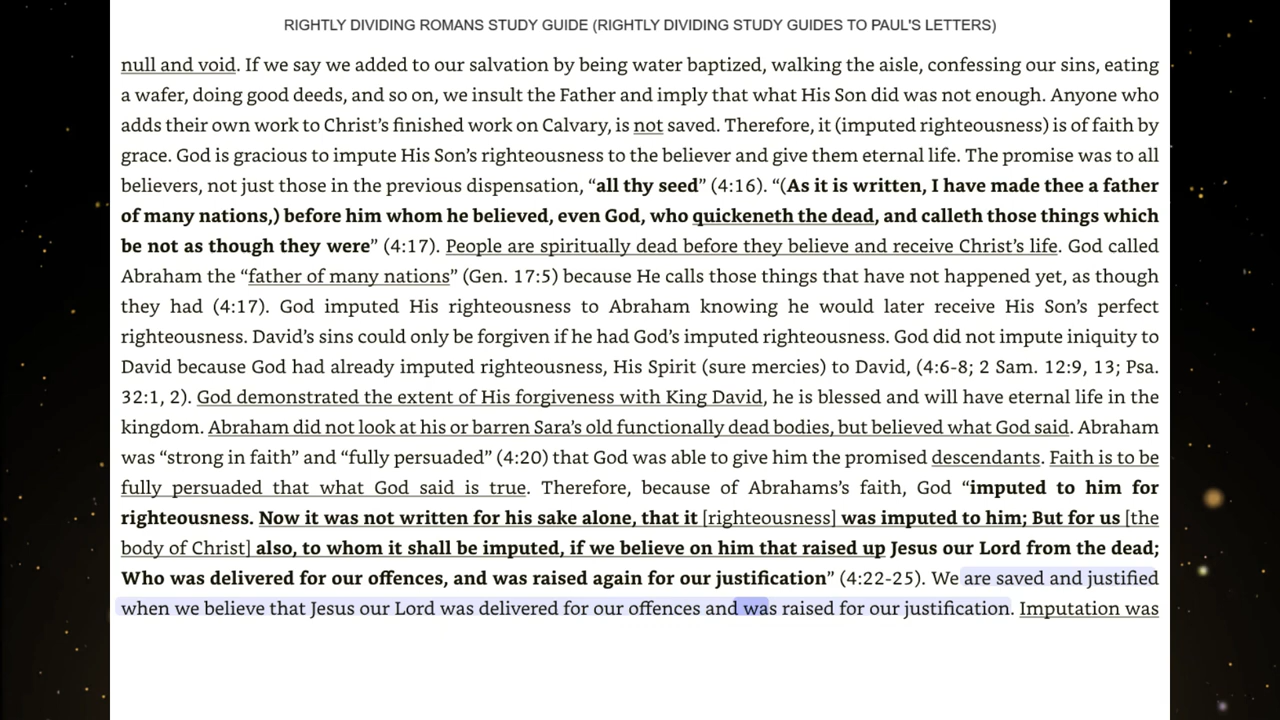 RIGHTLY DIVIDING ROMANS STUDY GUIDE (RIGHTLY DIVIDING STUDY GUIDES TO PAUL'S LETTERS)
null and void. If we say we added to our salvation by being water baptized, walking the aisle, confessing our sins, eating
a wafer, doing good deeds, and so on, we insult the Father and imply that what His Son did was not enough. Anyone who
adds their own work to Christ’s finished work on Calvary, is not saved. Therefore, it (imputed righteousness) is of faith by
grace. God is gracious to impute His Son’s righteousness to the believer and give them eternal life. The promise was to all
believers, not just those in the previous dispensation, “all thy seed” (4:16). “(As it is written, I have made thee a father
of many nations,) before him whom he believed, even God, who quickeneth the dead, and calleth those things which
be not as though they were” (4:17). People are spiritually dead before they believe and receive Christ’s life. God called
Abraham the “father of many nations” (Gen. 17:5) because He calls those things that have not happened yet, as though
they had (4:17). God imputed His righteousness to Abraham knowing he would later receive His Son’s perfect
righteousness. David’s sins could only be forgiven if he had God’s imputed righteousness. God did not impute iniquity to
David because God had already imputed righteousness, His Spirit (sure mercies) to David, (4:6-8; 2 Sam. 12:9, 13; Psa.
32:1, 2). God demonstrated the extent of His forgiveness with King David, he is blessed and will have eternal life in the
kingdom. Abraham did not look at his or barren Sara’s old functionally dead bodies, but believed what God said. Abraham
was “strong in faith” and “fully persuaded” (4:20) that God was able to give him the promised descendants. Faith is to be
fully persuaded that what God said is true. Therefore, because of Abrahams’s faith, God “imputed to him for
righteousness. Now it was not written for his sake alone, that it [righteousness] was imputed to him; But for us [the
body of Christ] also, to whom it shall be imputed, if we believe on him that raised up Jesus our Lord from the dead;
Who was delivered for our offences, and was raised again for our justification” (4:22-25). We are saved and justified
when we believe that Jesus our Lord was delivered for our offences and was raised for our justification. Imputation was